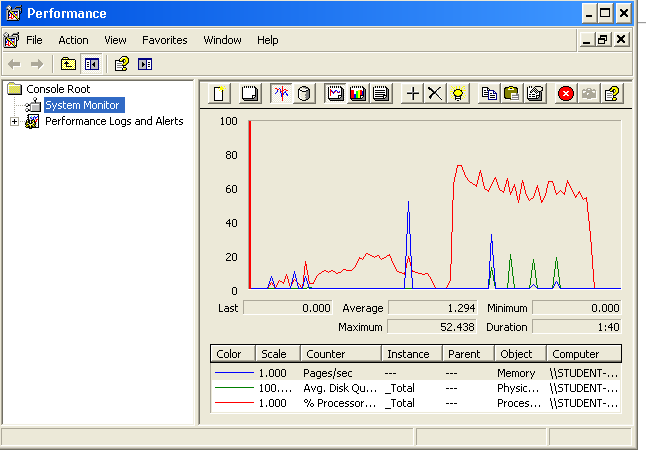 Performance
File Action View Favorites Window Help
Console Root
System Monitor
Performance Logs and Alerts
100
80
60
40
20
0
Last 0.000 Average 1.294 Minimum 0.000
Maximum 52.438 Duration 1:40
Color Scale Counter Instance Parent Object Computer
1.000 Pages/sec --- --- Memory \\STUDENT-...
100.... Avg. Disk Qu... _Total --- Physic... \\STUDENT-...
1.000 % Processor... _Total --- Proces... \\STUDENT-...